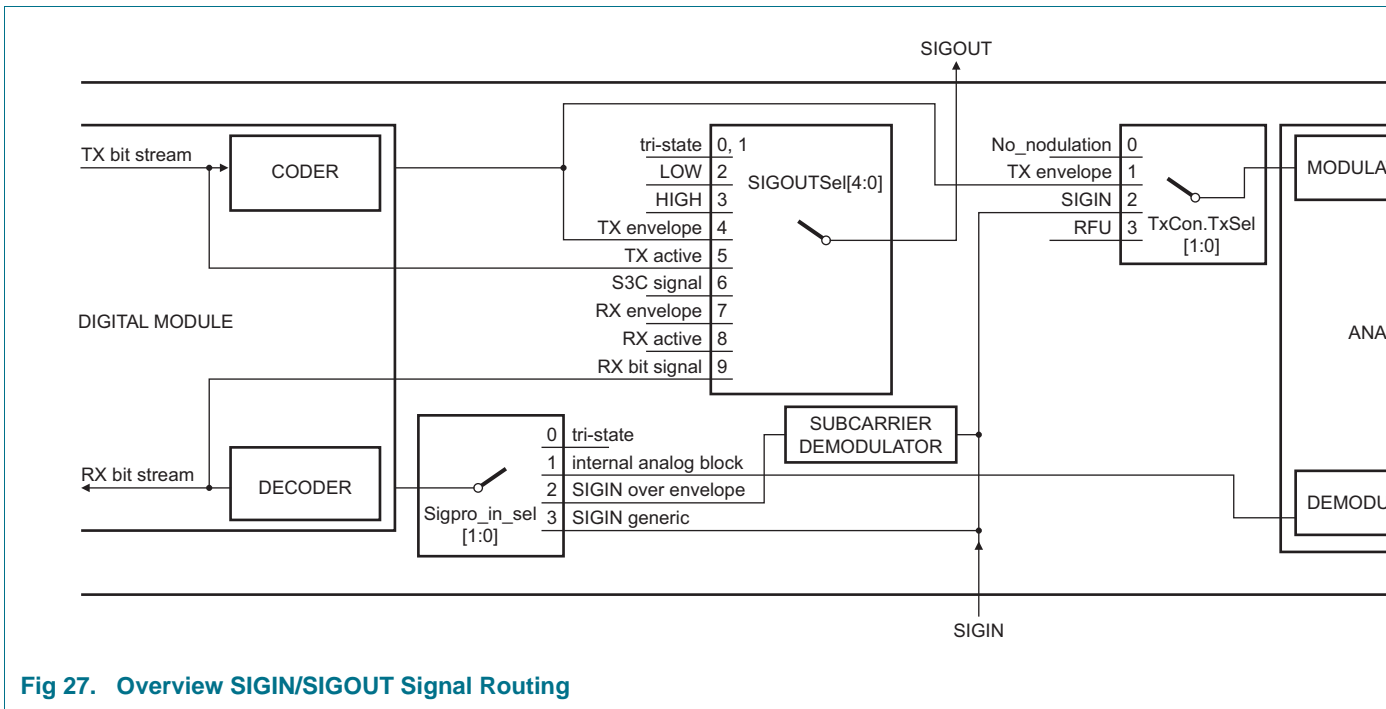 SIGOUT
TX bit stream
CODER
DIGITAL MODULE
RX bit stream
DECODER
tri-state 0, 1
LOW 2
HIGH 3
TX envelope 4
TX active 5
S3C signal 6
RX envelope 7
RX active 8
RX bit signal 9
SIGOUTSel[4:0]
No_nodulation 0
TX envelope 1
SIGIN 2
RFU 3
TxCon.TxSel
[1:0]
MODULA
ANA
DEMODU
0 tri-state
1 internal analog block
2 SIGIN over envelope
3 SIGIN generic
Sigpro_in_sel
[1:0]
SUBCARRIER
DEMODULATOR
SIGIN
Fig 27. Overview SIGIN/SIGOUT Signal Routing